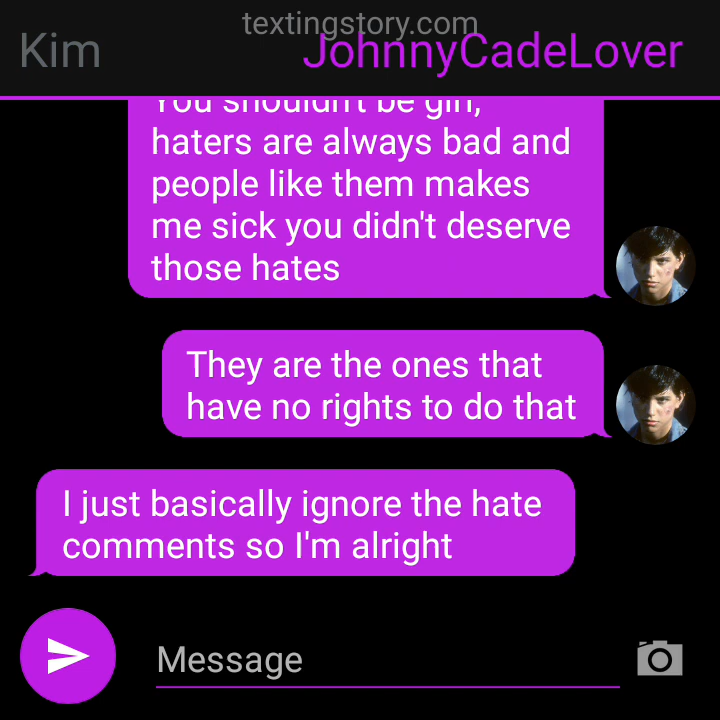 textingstory.com
Kim
JohnnyCadeLover
You shouldn't be girl,
haters are always bad and
people like them makes
me sick you didn't deserve
those hates
They are the ones that
have no rights to do that
I just basically ignore the hate
comments so I'm alright
Message